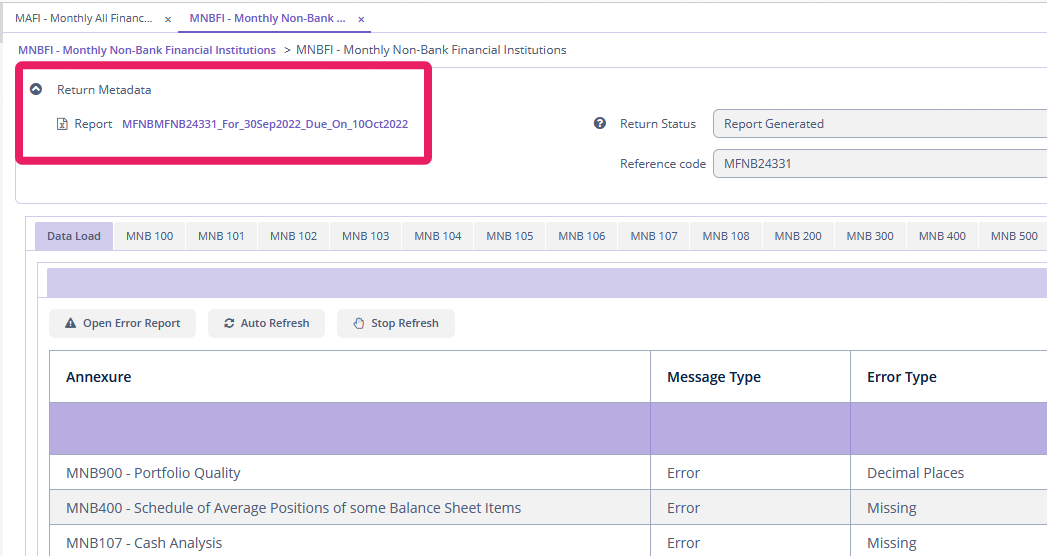 MAFI - Monthly All Financ... ×
MNBFI - Monthly Non-Bank ... ×
MNBFI - Monthly Non-Bank Financial Institutions > MNBFI - Monthly Non-Bank Financial Institutions
Return Metadata
Report MFNBMFNB24331_For_30Sep2022_Due_On_10Oct2022
Return Status Report Generated
Reference code MFNB24331
Data Load MNB 100 MNB 101 MNB 102 MNB 103 MNB 104 MNB 105 MNB 106 MNB 107 MNB 108 MNB 200 MNB 300 MNB 400 MNB 500
Open Error Report Auto Refresh Stop Refresh
Annexure Message Type Error Type
MNB900 - Portfolio Quality Error Decimal Places
MNB400 - Schedule of Average Positions of some Balance Sheet Items Error Missing
MNB107 - Cash Analysis Error Missing